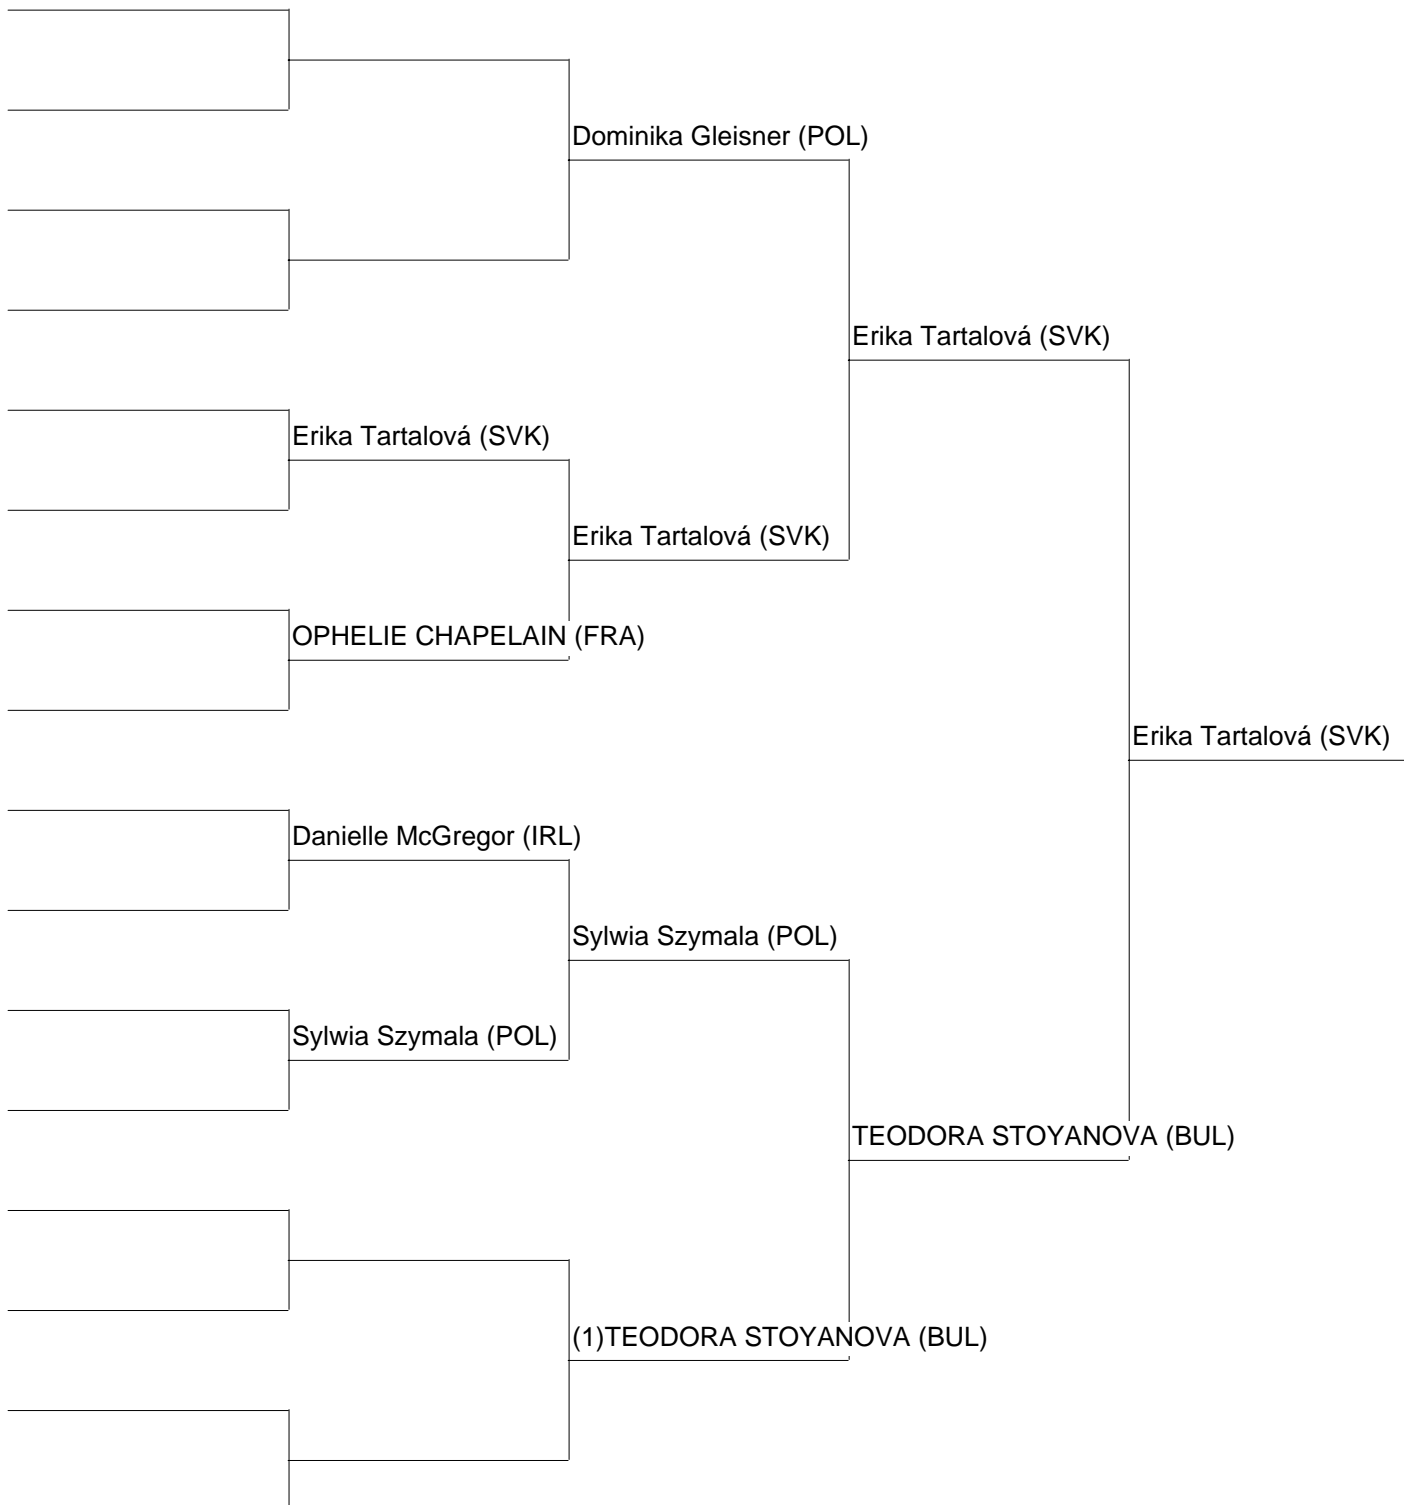 Dominika Gleisner (POL)
Erika Tartalová (SVK)
Erika Tartalová (SVK)
Erika Tartalová (SVK)
OPHELIE CHAPELAIN (FRA)
Erika Tartalová (SVK)
Danielle McGregor (IRL)
Sylwia Szymala (POL)
Sylwia Szymala (POL)
TEODORA STOYANOVA (BUL)
(1)TEODORA STOYANOVA (BUL)